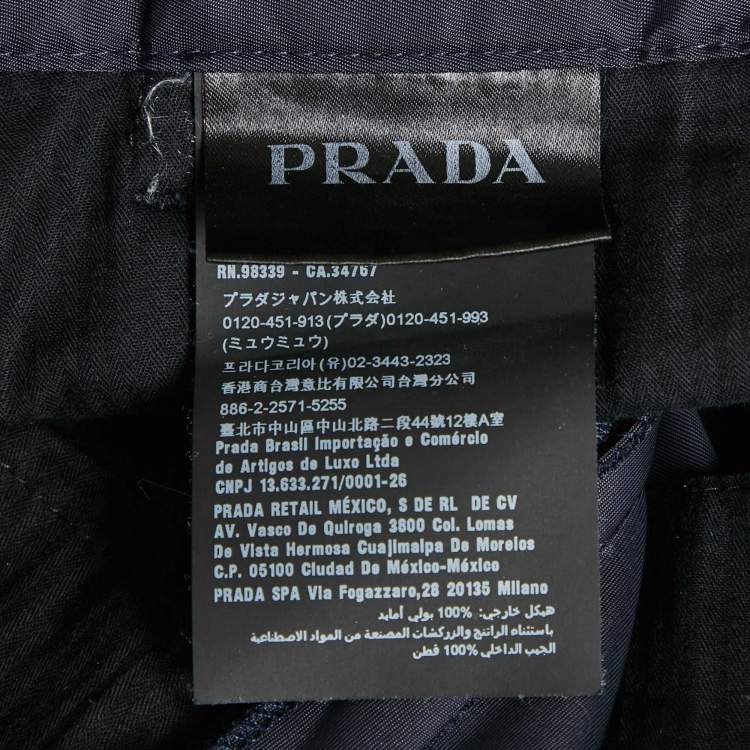 PRADA
RN.98339 - CA.34767
プラダジャパン株式会社
0120-451-913(プラダ)0120-451-993
(ミュウミュウ)
프라다코리아 (유)02-3443-2323
香港商台灣意比有限公司台灣分公司
886-2-2571-5255
臺北市中山區中山北路二段44號12樓A室
Prada Brasil Importação e Comércio
de Artigos de Luxo Ltda
CNPJ 13.633.271/0001-26
PRADA RETAIL MÉXICO, S DE RL DE CV
AV. Vasco De Quiroga 3800 Col. Lomas
De Vista Hermosa Cuajimalpa De Morelos
C.P. 05100 Ciudad De México-México
PRADA SPA Via Fogazzaro,28 20135 Milano
هيكل خارجي: 100% بولي أمايد
باستثناء الراتنج والزركشات المصنعة من المواد الاصطناعية
الجيب الداخلي 100% قطن